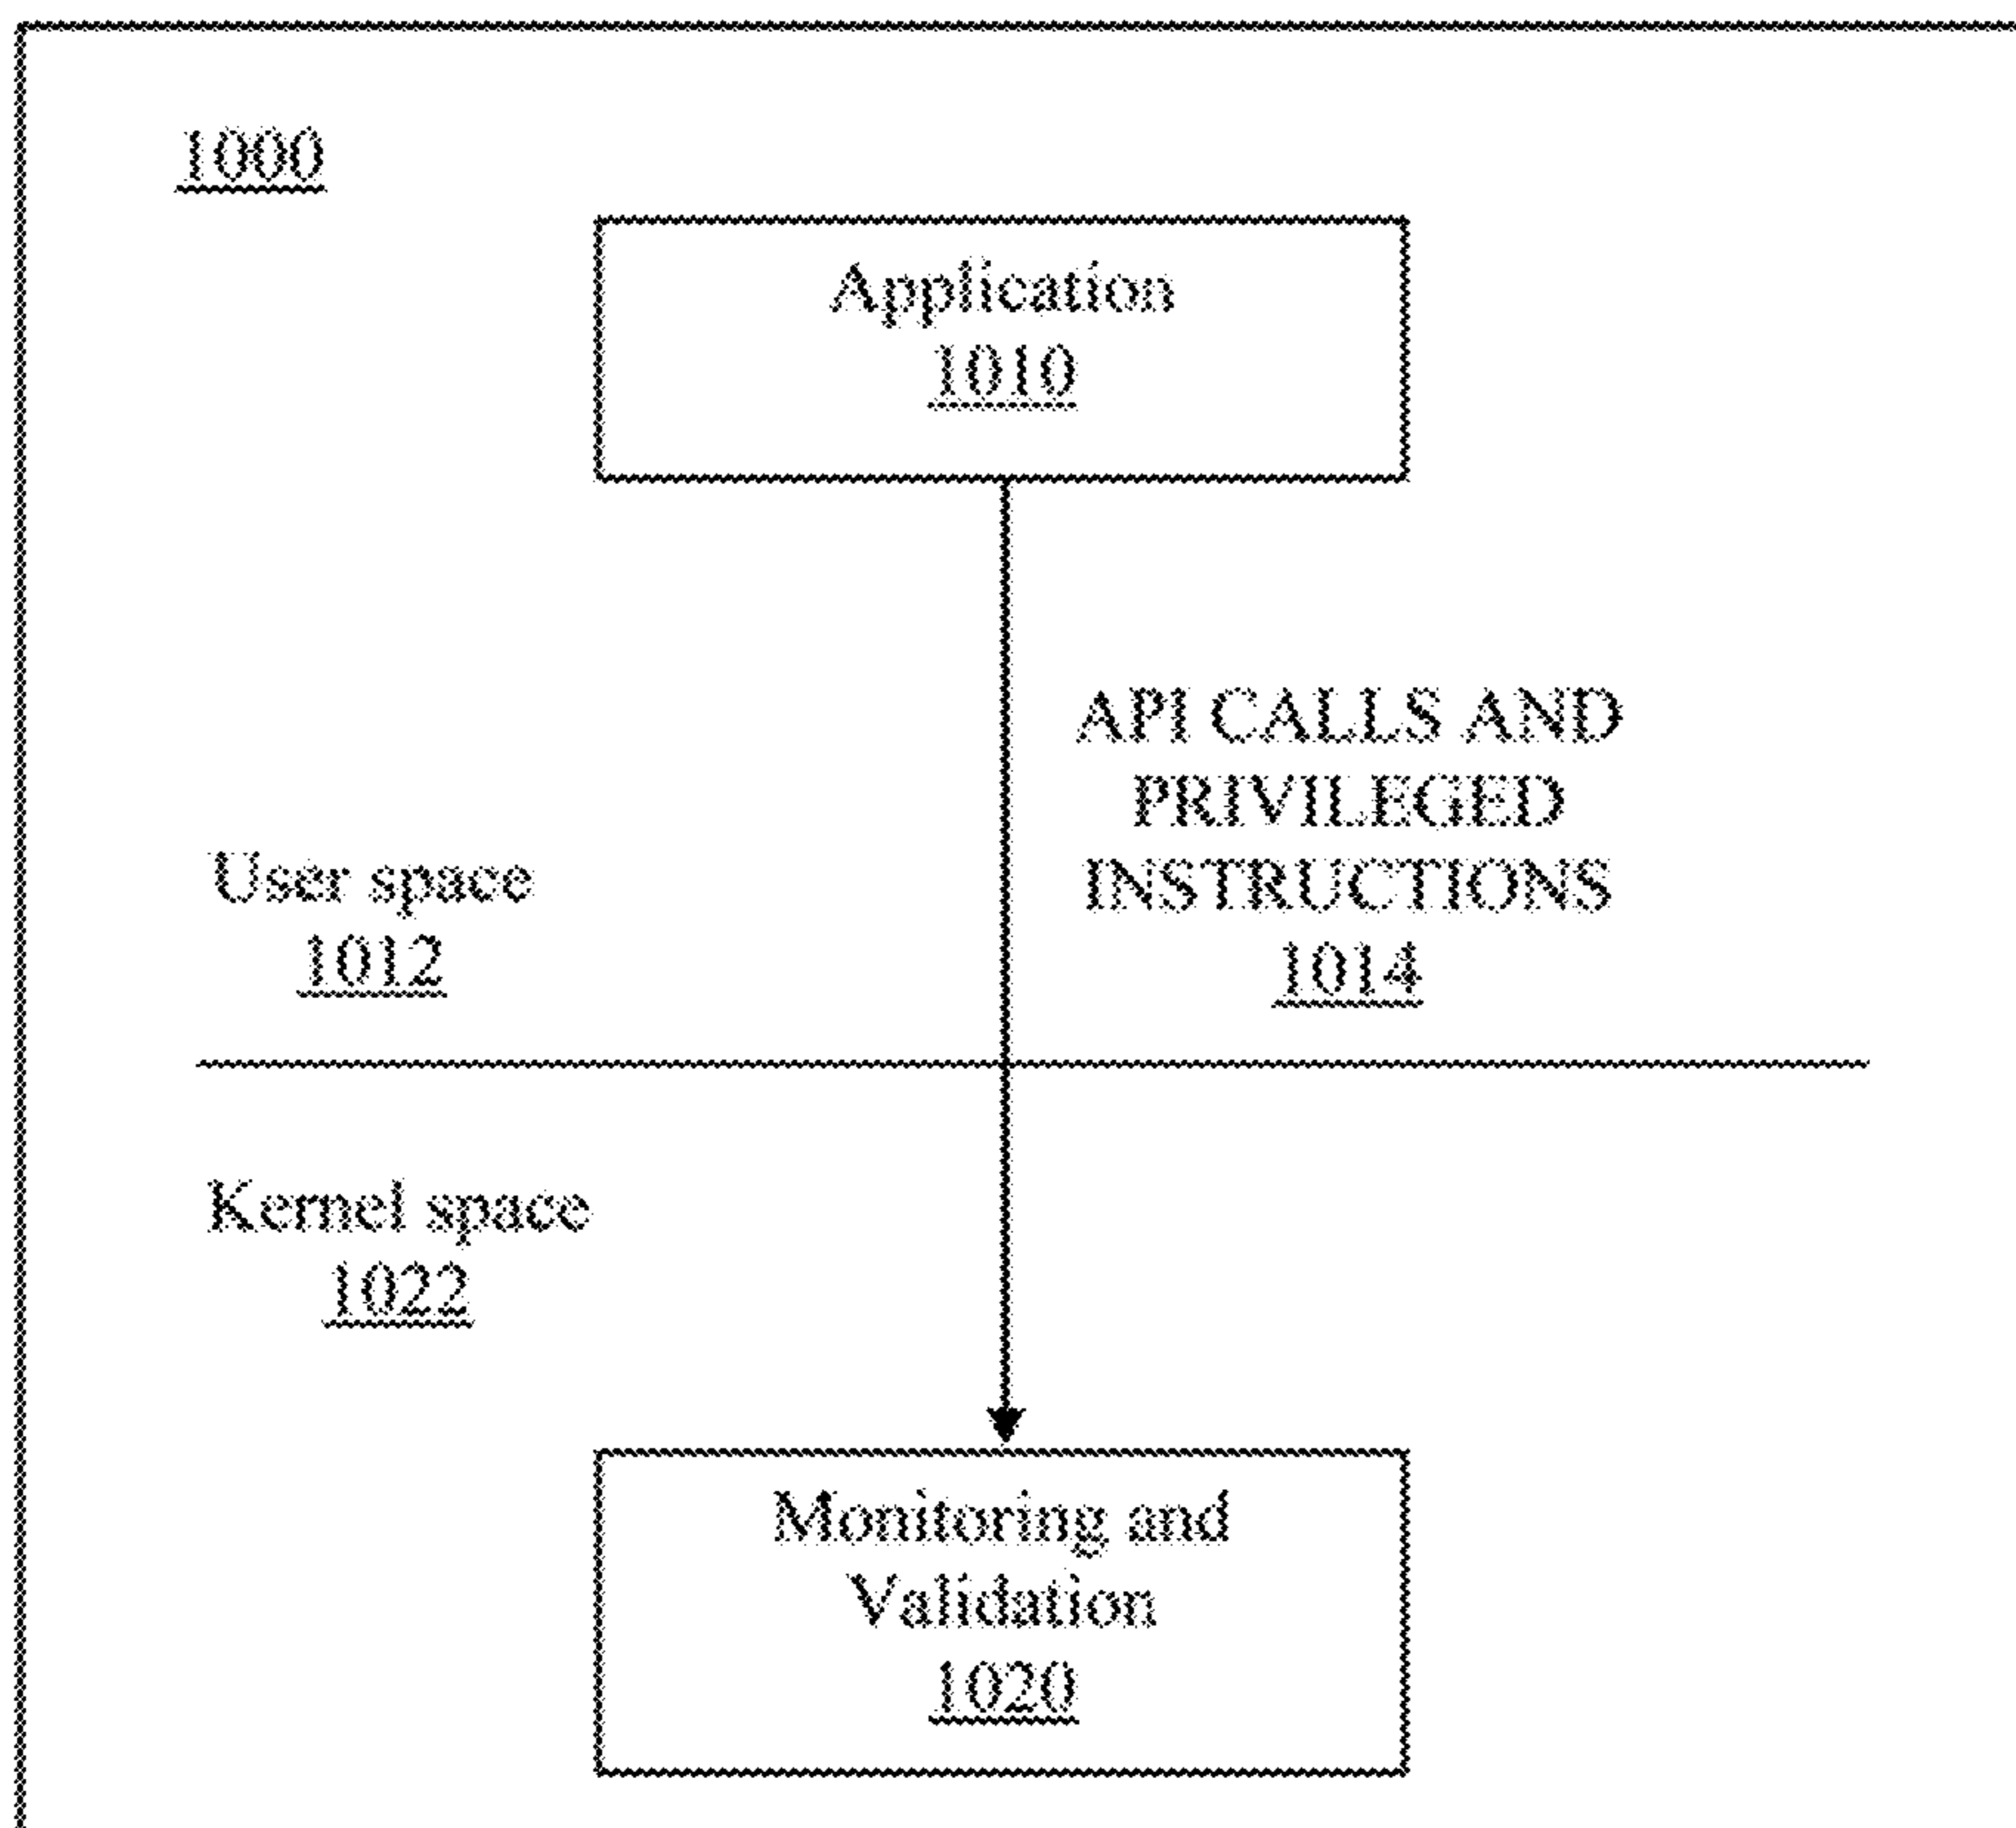 1000
Application
1010
API CALLS AND
PRIVILEGED
INSTRUCTIONS
1014
User space
1012
Kernel space
1022
Monitoring and
Validation
1020